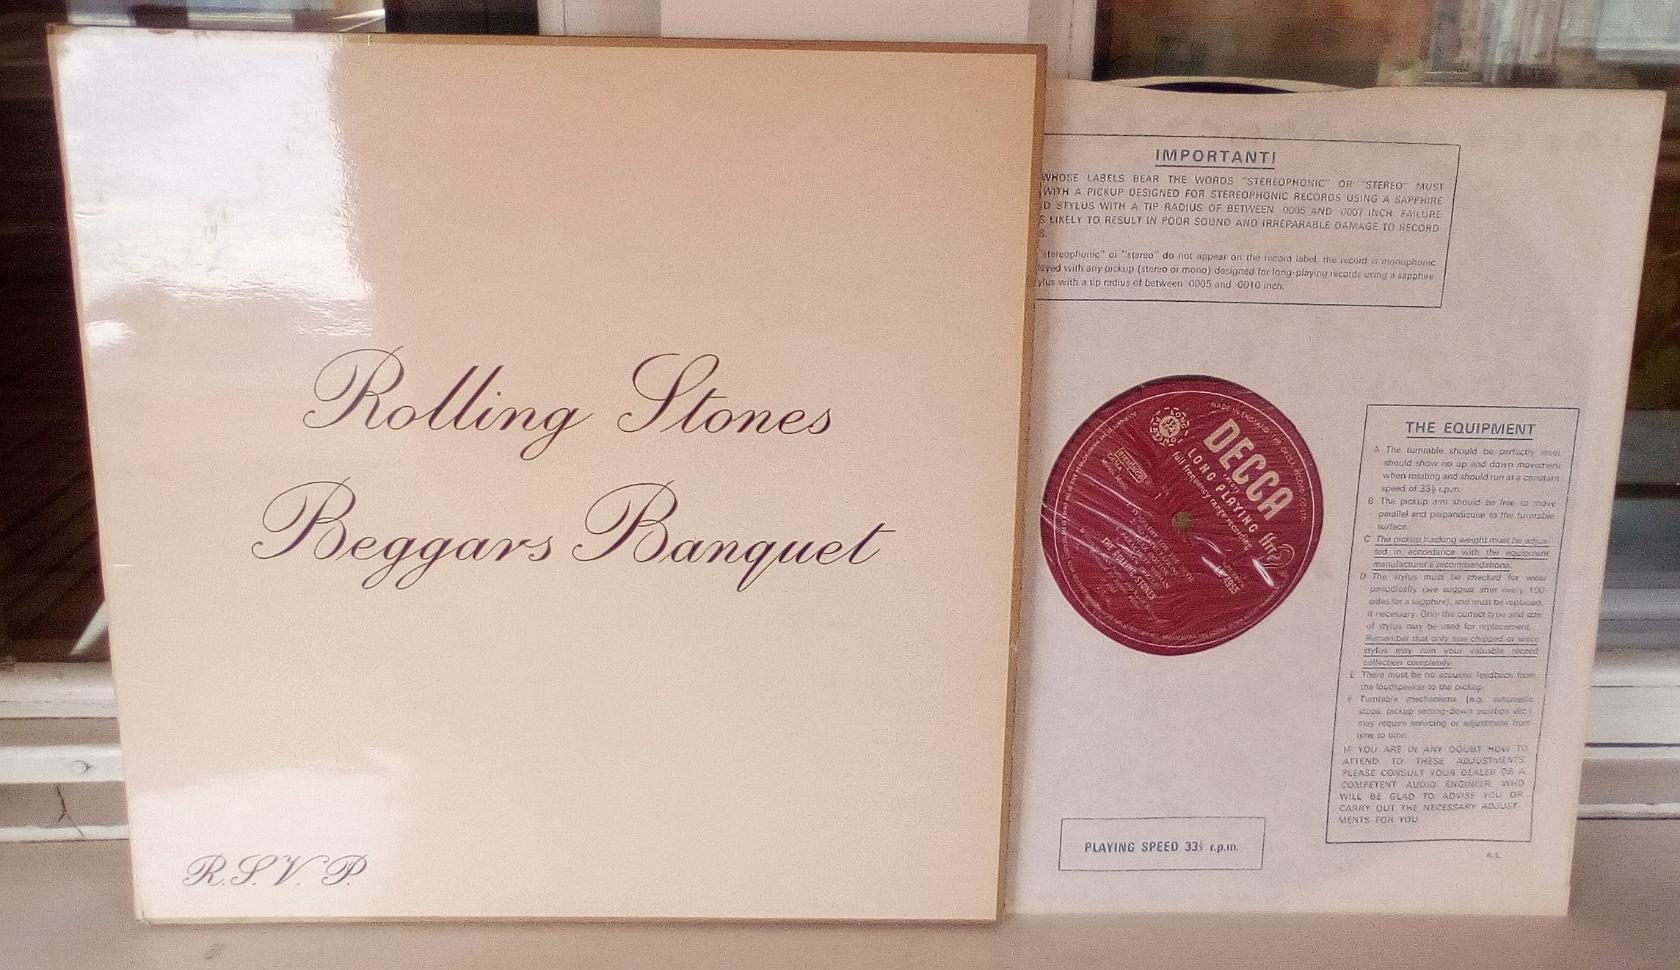 Rolling Stones
Beggars Banquet
R.S.V.P.
IMPORTANT!
WHOSE LABELS BEAR THE WORDS "STEREOPHONIC" OR "STEREO" MUST
WITH A PICKUP DESIGNED FOR STEREOPHONIC RECORDS USING A SAPPHIRE
D STYLUS WITH A TIP RADIUS OF BETWEEN ·0005 AND ·0007 INCH. FAILURE
S LIKELY TO RESULT IN POOR SOUND AND IRREPARABLE DAMAGE TO RECORD
S.
"stereophonic" or "stereo" do not appear on the record label, the record is monophonic
layed with any pickup (stereo or mono) designed for long-playing records using a sapphire
ylus with a tip radius of between ·0005 and ·0010 inch.
DECCA
LONG PLAYING
full frequency range recording
ffrr
THE ROLLING STONES
THE EQUIPMENT
A The turntable should be perfectly level,
should show no up and down movement
when rotating and should run at a constant
speed of 33⅓ r.p.m.
B The pickup arm should be free to move
parallel and perpendicular to the turntable
surface.
C The pickup tracking weight must be adjus-
ted in accordance with the equipment
manufacturer's recommendations.
D The stylus must be checked for wear
periodically (we suggest after every 100
sides for a sapphire), and must be replaced,
if necessary. Only the correct type and size
of stylus may be used for replacement.
Remember that only one chipped or worn
stylus may ruin your valuable record
collection completely.
E There must be no acoustic feedback from
the loudspeaker to the pickup.
F Turntable mechanisms (e.g. automatic
stops, pickup setting-down position etc.)
may require servicing or adjustment from
time to time.
IF YOU ARE IN ANY DOUBT HOW TO
ATTEND TO THESE ADJUSTMENTS
PLEASE CONSULT YOUR DEALER OR A
COMPETENT AUDIO ENGINEER, WHO
WILL BE GLAD TO ADVISE YOU OR
CARRY OUT THE NECESSARY ADJUST-
MENTS FOR YOU
PLAYING SPEED 33⅓ r.p.m.